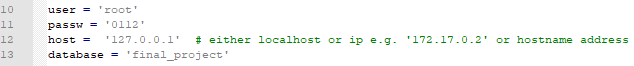 10 user = 'root'
11 passw = '0112'
12 host =  '127.0.0.1'  # either localhost or ip e.g. '172.17.0.2' or hostname address
13 database = 'final_project'